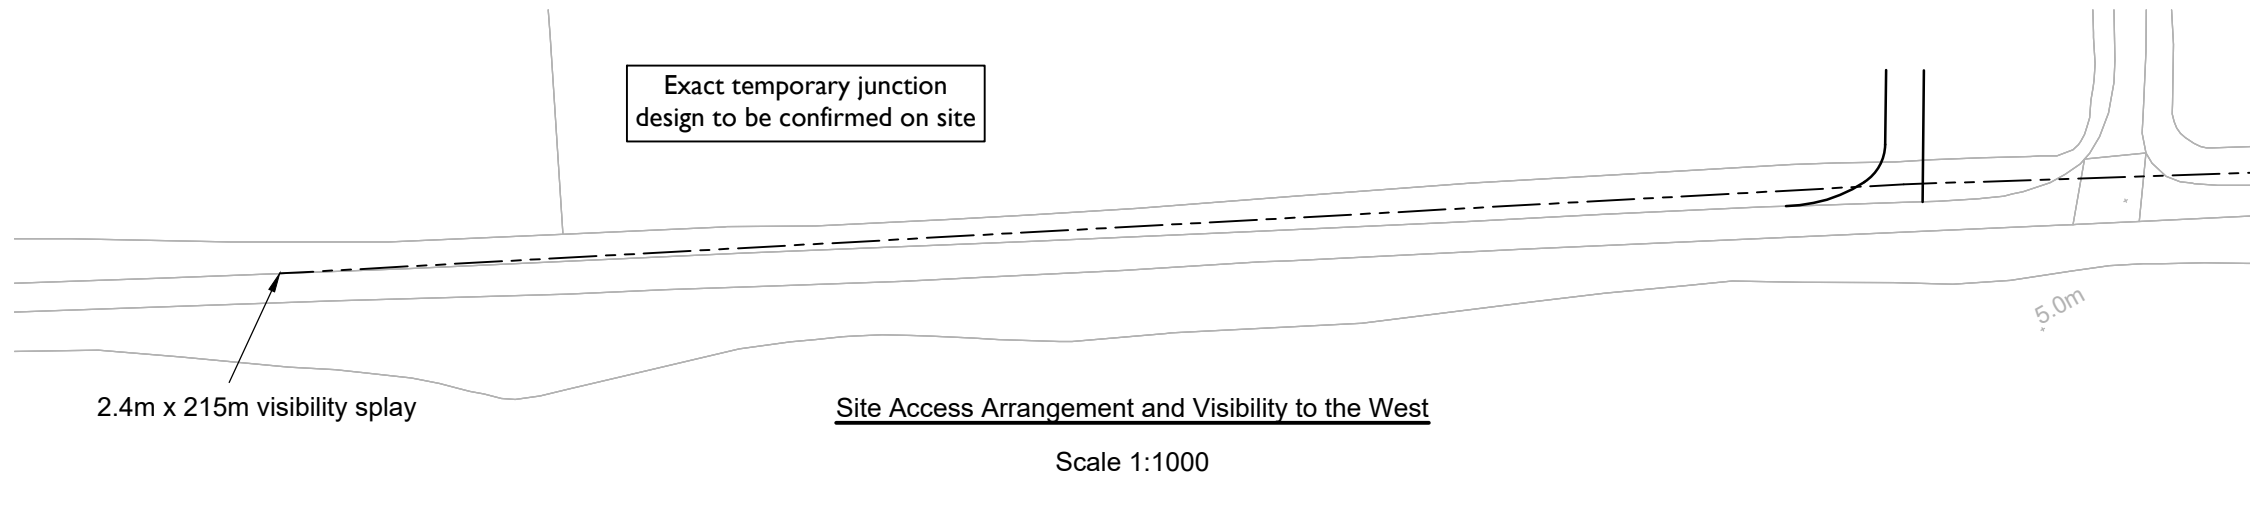 Exact temporary junction
design to be confirmed on site
5.0m
2.4m x 215m visibility splay
Site Access Arrangement and Visibility to the West
Scale 1:1000